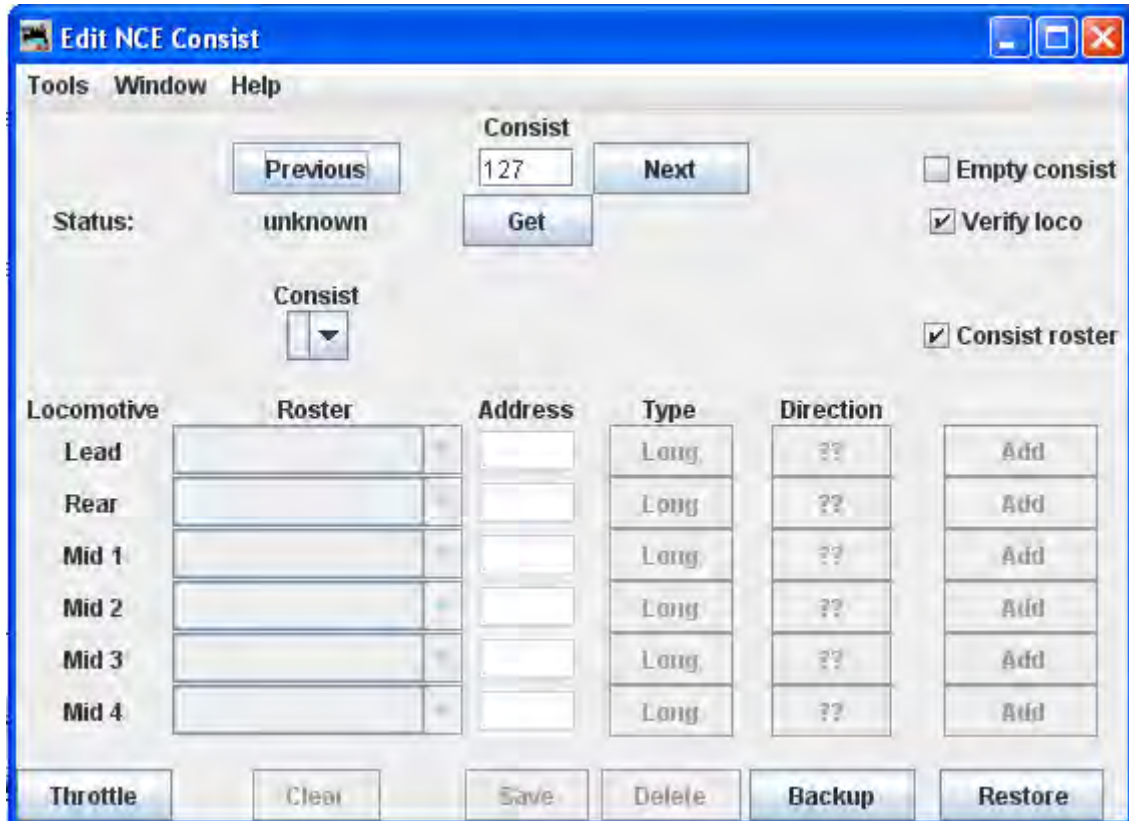 Edit NCE Consist
Tools Window Help
Consist
Previous 127 Next Empty consist
Status: unknown Get Verify loco
Consist
Consist roster
Locomotive Roster Address Type Direction
Lead Long ?? Add
Rear Long ?? Add
Mid 1 Long ?? Add
Mid 2 Long ?? Add
Mid 3 Long ?? Add
Mid 4 Long ?? Add
Throttle Clear Save Delete Backup Restore